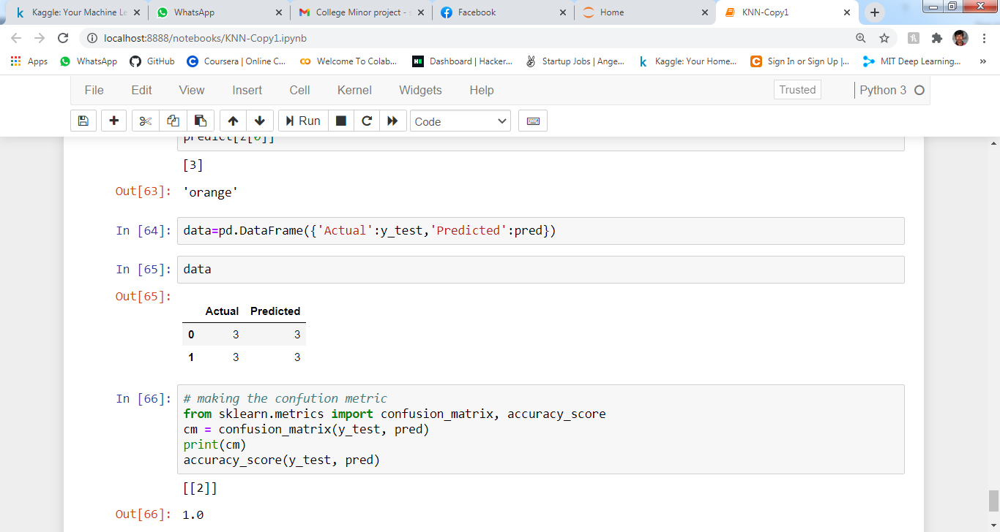 Kaggle: Your Machine Le
WhatsApp
College Minor project - s
Facebook
Home
KNN-Copy1
localhost:8888/notebooks/KNN-Copy1.ipynb
Apps WhatsApp GitHub Coursera | Online C... Welcome To Colab... Dashboard | Hacker... Startup Jobs | Ange... Kaggle: Your Home... Sign In or Sign Up |... MIT Deep Learning... »
File Edit View Insert Cell Kernel Widgets Help Trusted Python 3
Run Code
predict[z[0]]
[3]
Out[63]: 'orange'
In [64]: data=pd.DataFrame({'Actual':y_test,'Predicted':pred})
In [65]: data
Out[65]:
Actual Predicted
0 3 3
1 3 3
In [66]: # making the confution metric
from sklearn.metrics import confusion_matrix, accuracy_score
cm = confusion_matrix(y_test, pred)
print(cm)
accuracy_score(y_test, pred)
[[2]]
Out[66]: 1.0